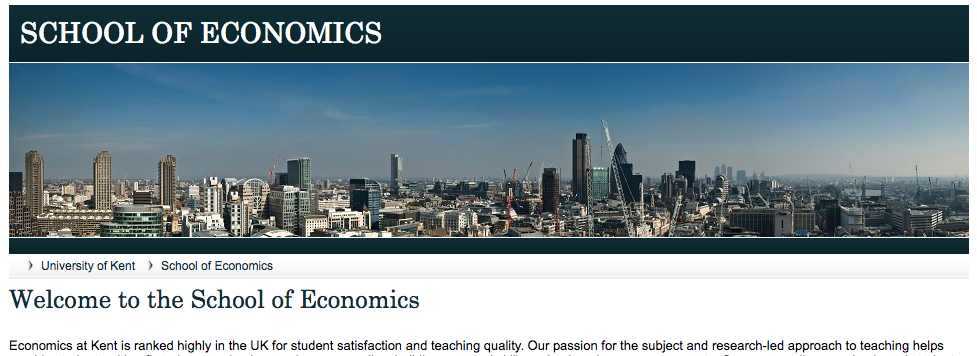 SCHOOL OF ECONOMICS
University of Kent School of Economics
Welcome to the School of Economics
Economics at Kent is ranked highly in the UK for student satisfaction and teaching quality. Our passion for the subject and research-led approach to teaching helps